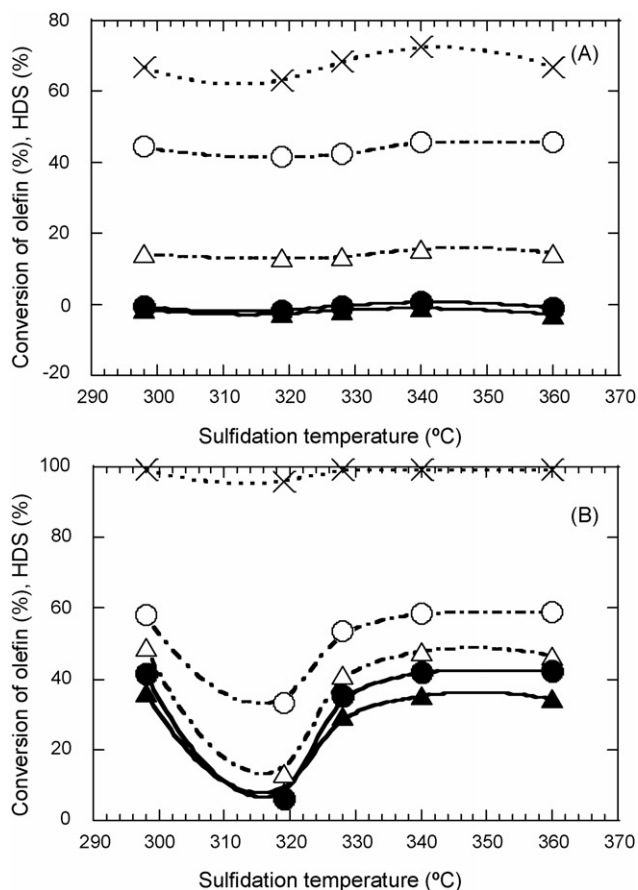 80
(A)
60
40
20
0
-20
290 300 310 320 330 340 350 360 370
Conversion of olefin (%), HDS (%)
Sulfidation temperature (ºC)
100
(B)
80
60
40
20
0
290 300 310 320 330 340 350 360 370
Conversion of olefin (%), HDS (%)
Sulfidation temperature (ºC)